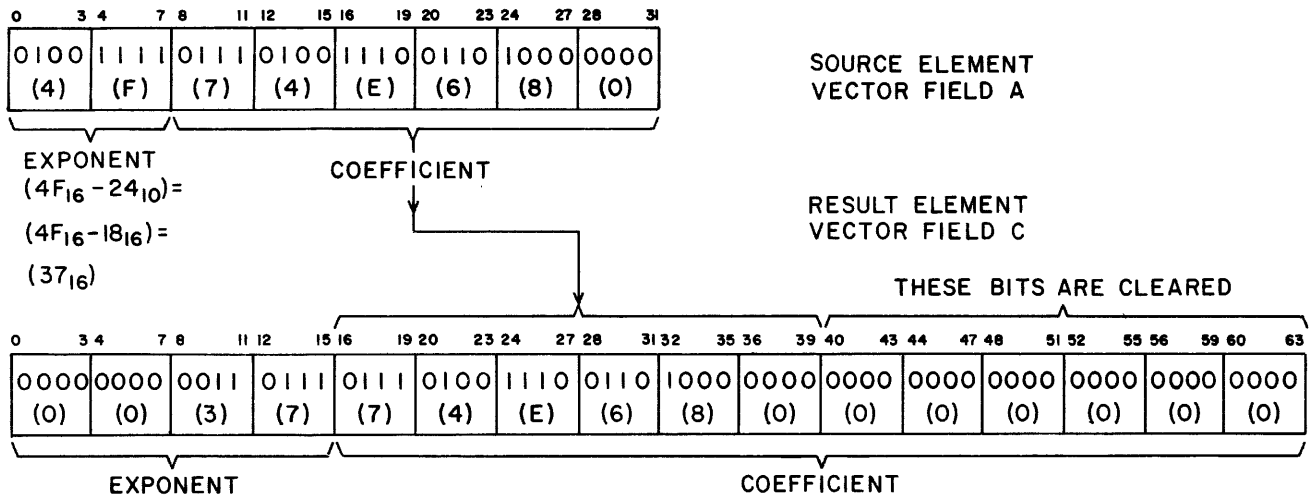 0 3 4 7 8 11 12 15 16 19 20 23 24 27 28 31
0100 1111 0111 0100 1110 0110 1000 0000
(4) (F) (7) (4) (E) (6) (8) (0)
SOURCE ELEMENT
VECTOR FIELD A
EXPONENT
(4F16-2410)=
(4F16-1816)=
(3716)
COEFFICIENT
RESULT ELEMENT
VECTOR FIELD C
THESE BITS ARE CLEARED
0 3 4 7 8 11 12 15 16 19 20 23 24 27 28 31 32 35 36 39 40 43 44 47 48 51 52 55 56 59 60 63
0000 0000 0011 0111 0111 0100 1110 0110 1000 0000 0000 0000 0000 0000 0000 0000
(0) (0) (3) (7) (7) (4) (E) (6) (8) (0) (0) (0) (0) (0) (0) (0)
EXPONENT
COEFFICIENT